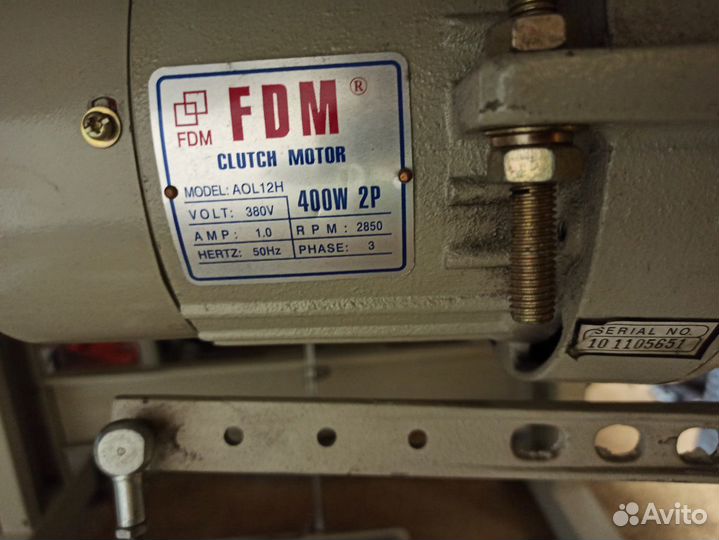 FDM ®
FDM
CLUTCH MOTOR
MODEL: AOL12H
400W 2P
VOLT: 380V
AMP: 1.0
RPM: 2850
HERTZ: 50Hz
PHASE: 3
SERIAL NO.
10 1105651
Avito